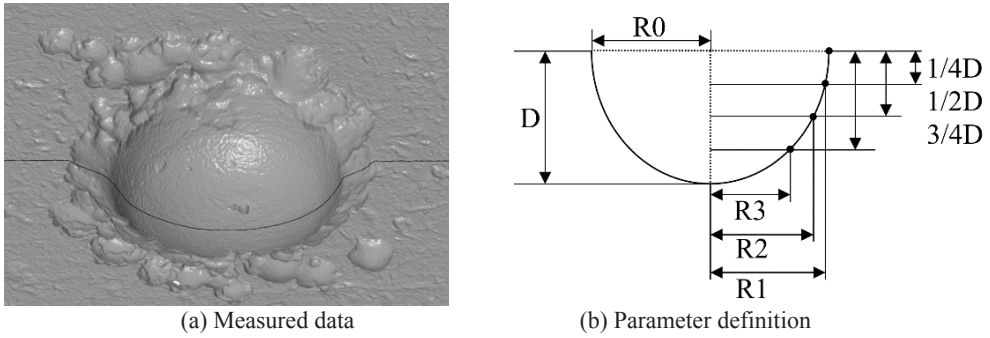 R0
D
1/4D
1/2D
3/4D
R3
R2
R1
(a) Measured data
(b) Parameter definition